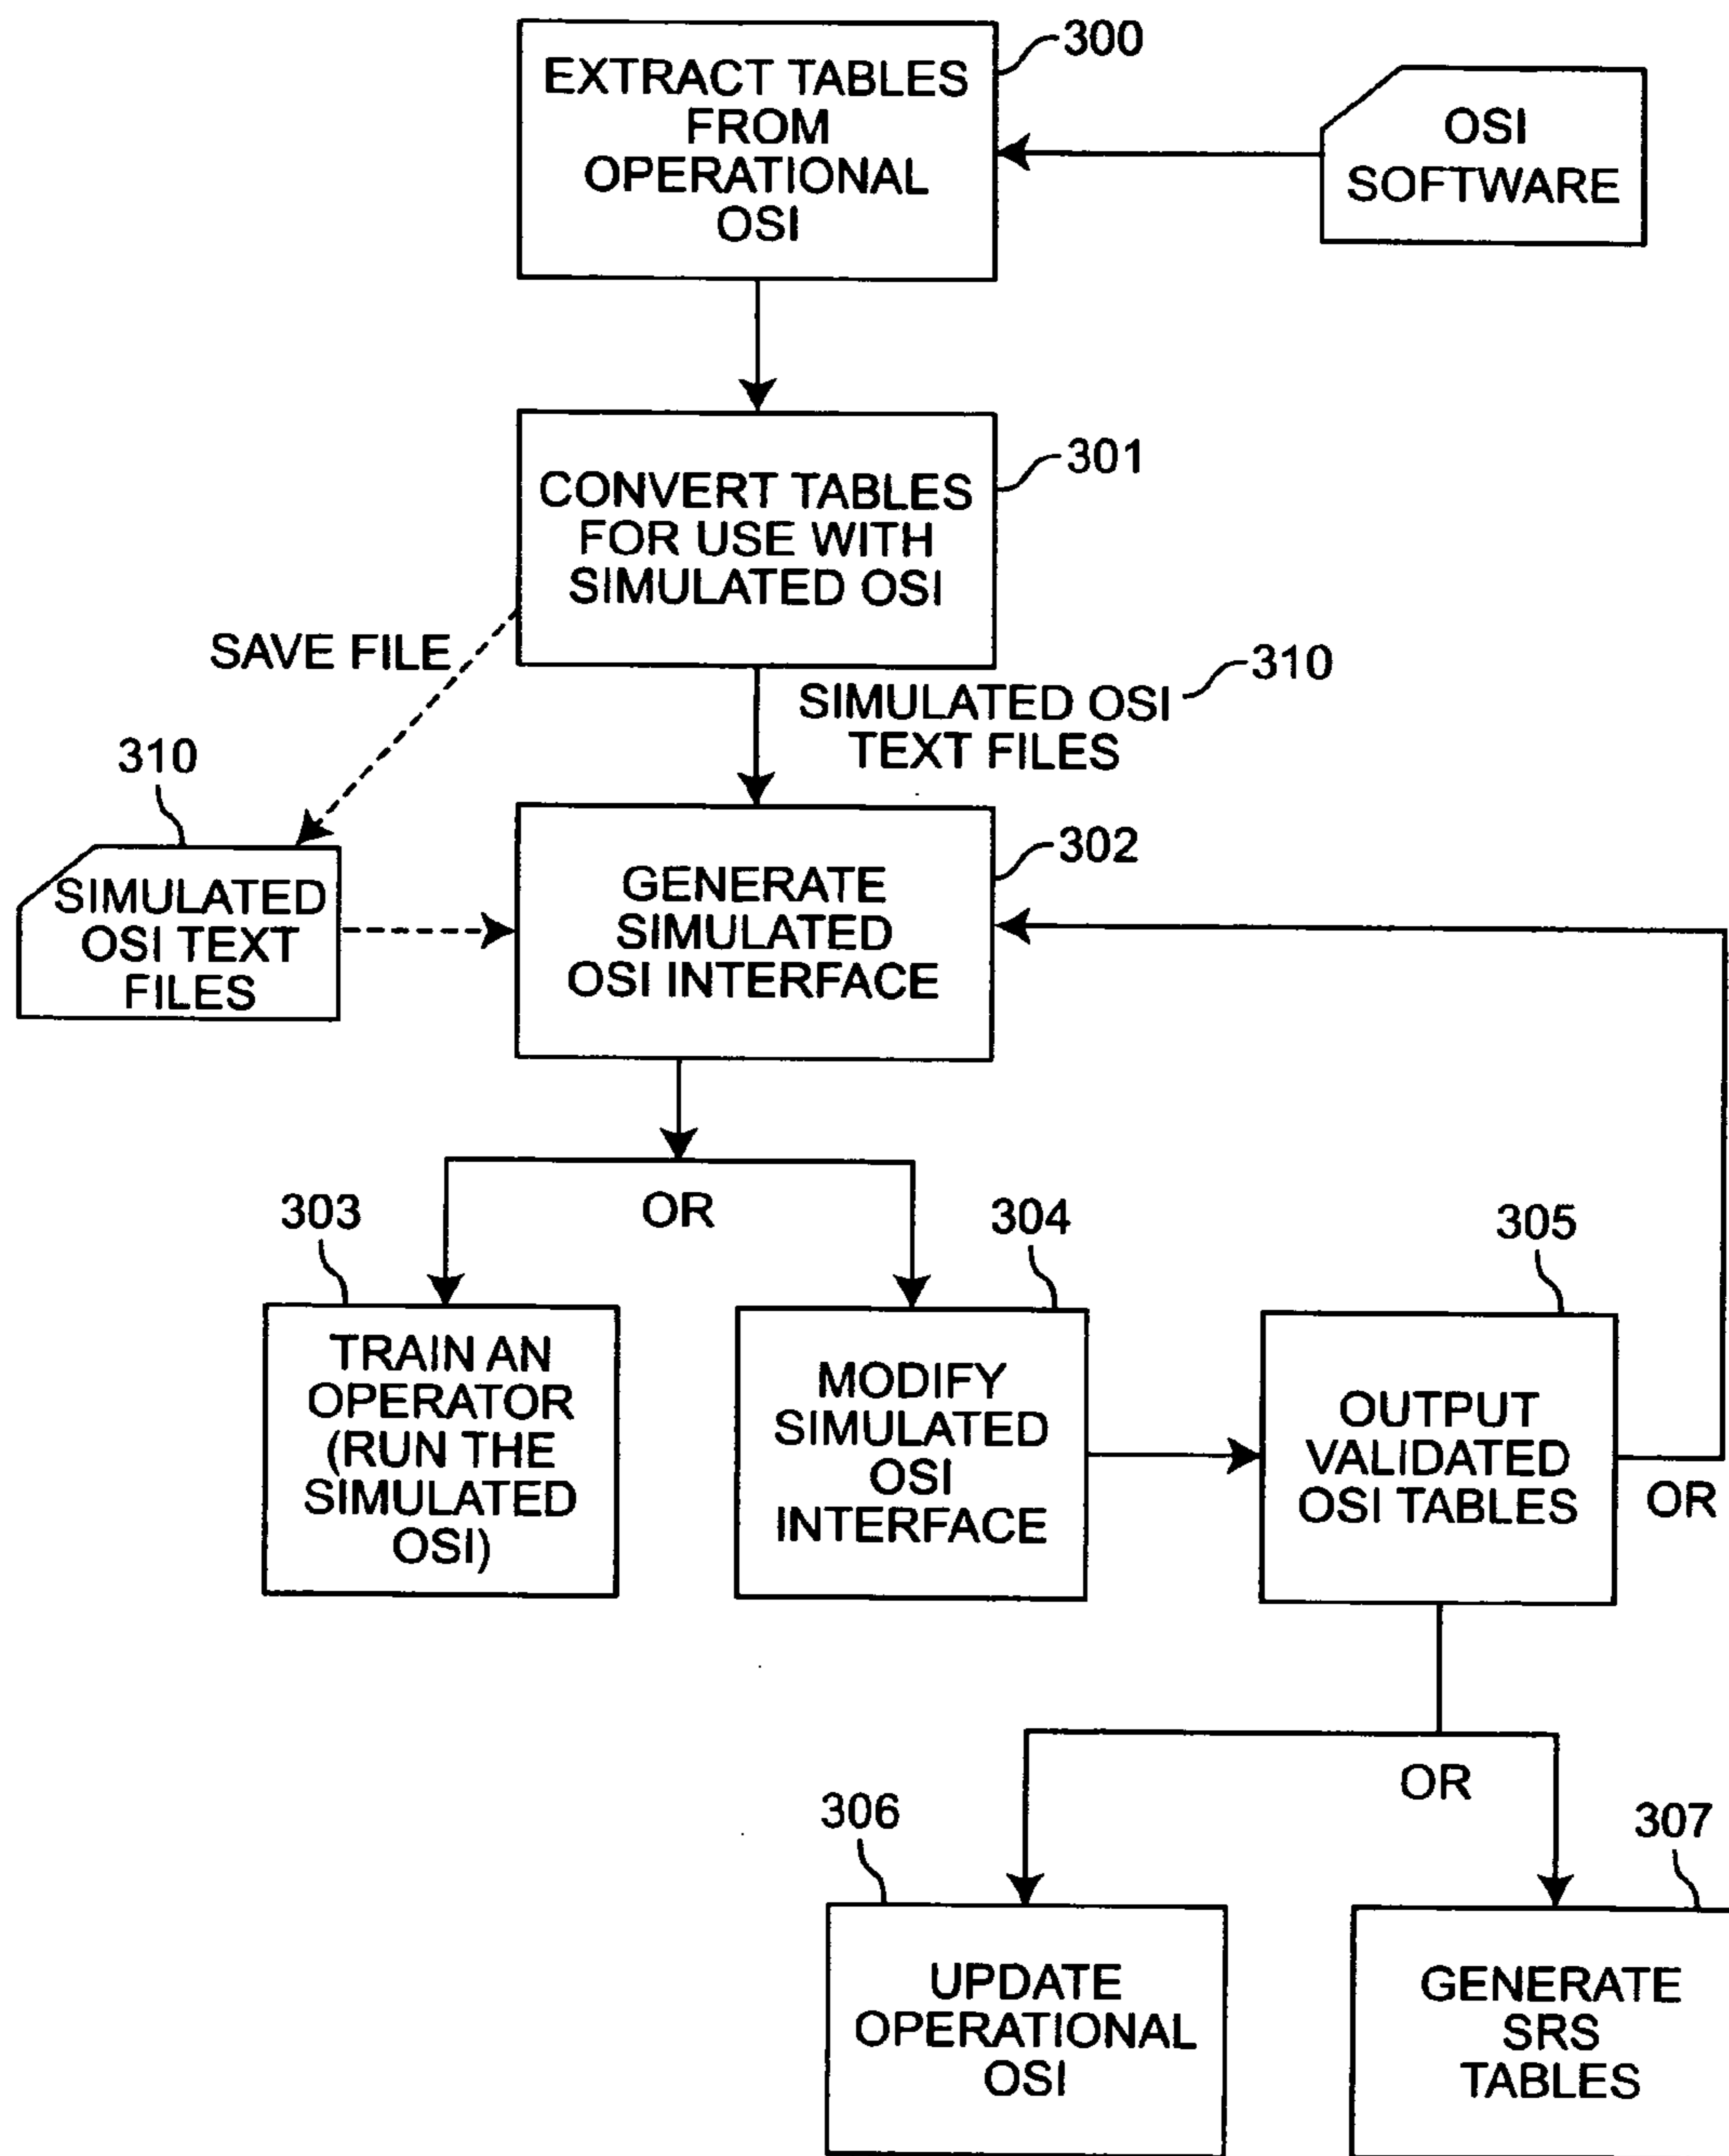 300
EXTRACT TABLES
FROM
OPERATIONAL
OSI
OSI
SOFTWARE
301
CONVERT TABLES
FOR USE WITH
SIMULATED OSI
SAVE FILE
310
SIMULATED OSI
TEXT FILES
310
SIMULATED
OSI TEXT
FILES
302
GENERATE
SIMULATED
OSI INTERFACE
OR
303
TRAIN AN
OPERATOR
(RUN THE
SIMULATED
OSI)
304
MODIFY
SIMULATED
OSI
INTERFACE
305
OUTPUT
VALIDATED
OSI TABLES
OR
OR
306
UPDATE
OPERATIONAL
OSI
307
GENERATE
SRS
TABLES